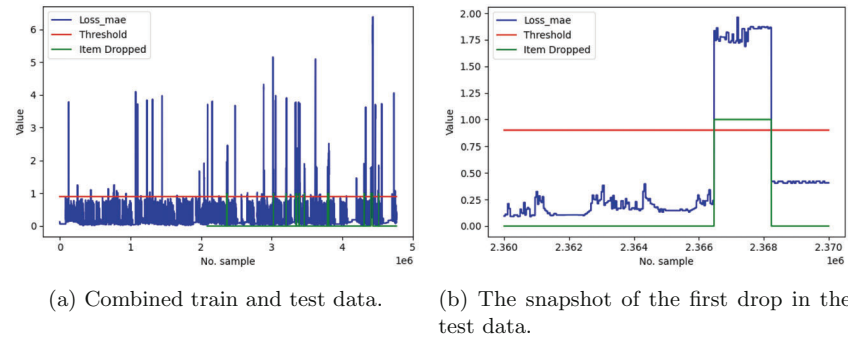 Loss_mae
Threshold
Item Dropped
6
5
4
3
2
1
0
Value
0
1
2
3
4
5
1e6
No. sample
(a) Combined train and test data.
Loss_mae
Threshold
Item Dropped
2.00
1.75
1.50
1.25
1.00
0.75
0.50
0.25
0.00
Value
2.360
2.362
2.364
2.366
2.368
2.370
1e6
No. sample
(b) The snapshot of the first drop in the
test data.